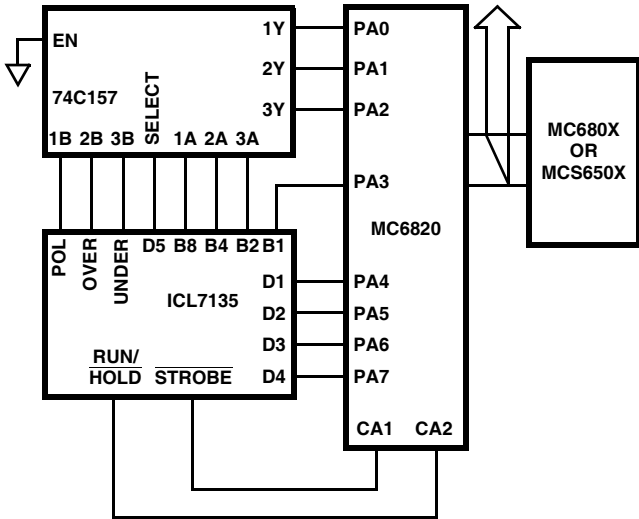 EN
1Y
PA0
2Y
PA1
74C157
SELECT
3Y
PA2
1B 2B 3B
1A 2A 3A
MC680X
OR
MCS650X
PA3
MC6820
POL
OVER
UNDER
D5 B8 B4 B2 B1
ICL7135
D1
PA4
D2
PA5
D3
PA6
D4
PA7
RUN/
HOLD
STROBE
CA1 CA2